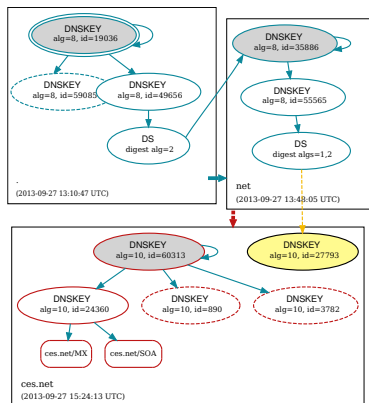 DNSKEY
alg=8, id=19036
DNSKEY
alg=8, id=59085
DNSKEY
alg=8, id=49656
DS
digest alg=2
.
(2013-09-27 13:10:47 UTC)
DNSKEY
alg=8, id=35886
DNSKEY
alg=8, id=55565
DS
digest algs=1,2
net
(2013-09-27 13:48:05 UTC)
DNSKEY
alg=10, id=60313
DNSKEY
alg=10, id=27793
DNSKEY
alg=10, id=24360
DNSKEY
alg=10, id=890
DNSKEY
alg=10, id=3782
ces.net/MX
ces.net/SOA
ces.net
(2013-09-27 15:24:13 UTC)